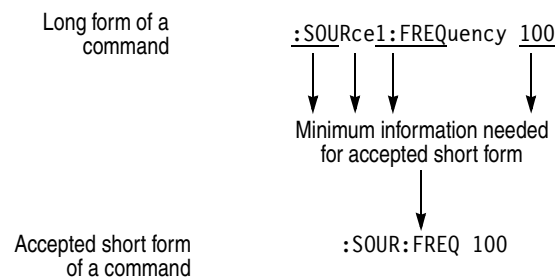 Long form of a
command
:SOURce1:FREQuency 100
Minimum information needed
for accepted short form
Accepted short form
of a command
:SOUR:FREQ 100